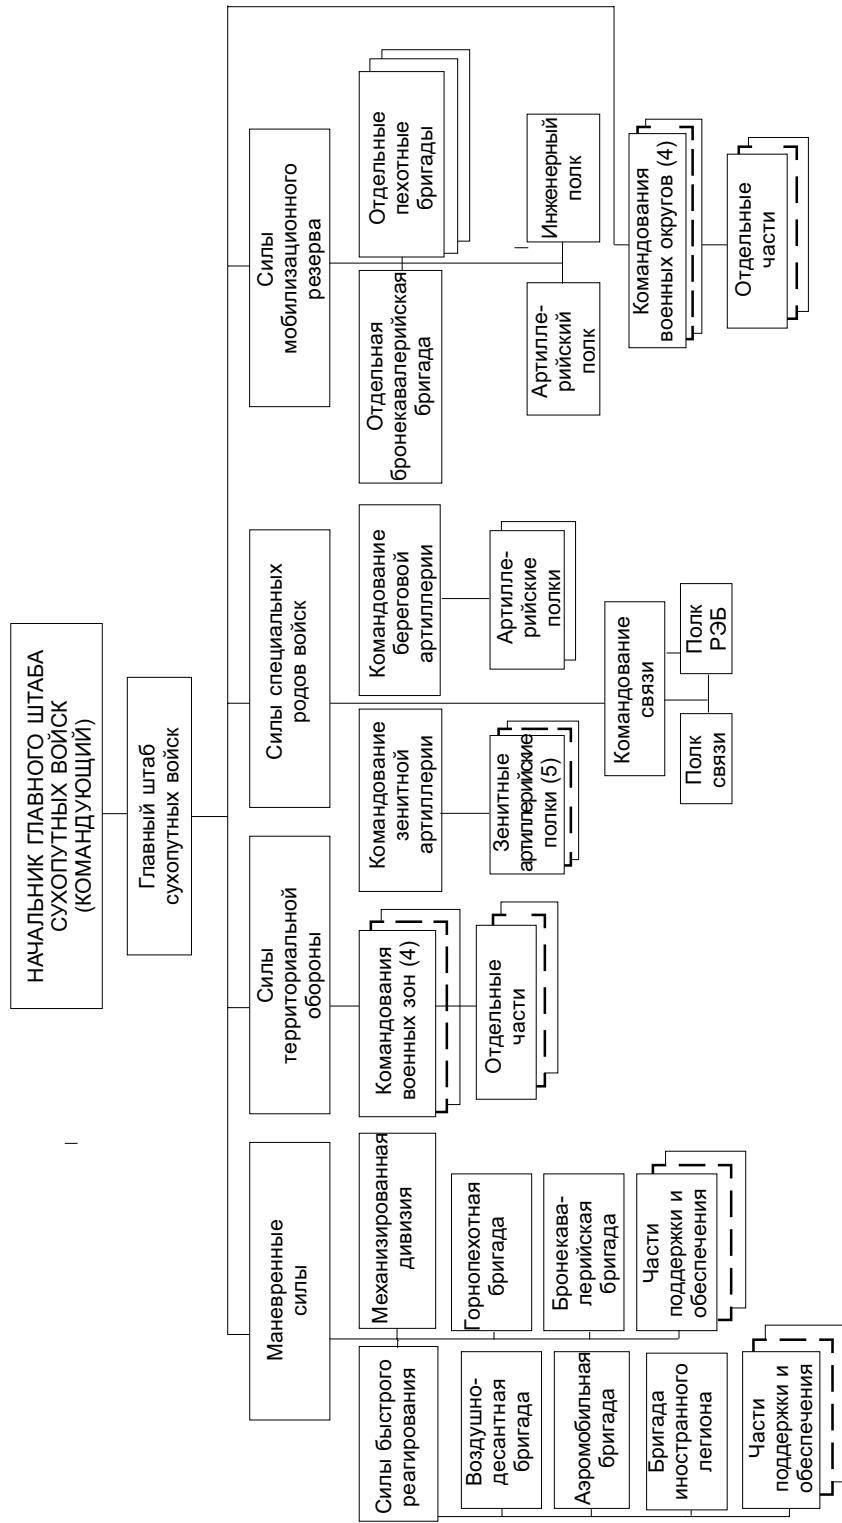 НАЧАЛЬНИК ГЛАВНОГО ШТАБА
СУХОПУТНЫХ ВОЙСК
(КОМАНДУЮЩИЙ)
Главный штаб
сухопутных войск
Маневренные
силы
Силы
территориальной
обороны
Силы специальных
родов войск
Силы
мобилизационного
резерва
Силы быстрого
реагирования
Механизированная
дивизия
Воздушно-
десантная
бригада
Горнопехотная
бригада
Аэромобильная
бригада
Бронекава-
лерийская
бригада
Бригада
иностранного
легиона
Части
поддержки и
обеспечения
Части
поддержки и
обеспечения
Командования
военных зон (4)
Отдельные
части
Командование
зенитной
артиллерии
Командование
береговой
артиллерии
Зенитные
артиллерийские
полки (5)
Артилле-
рийские
полки
Командование
связи
Полк
связи
Полк
РЭБ
Отдельная
бронекавалерийская
бригада
Отдельные
пехотные
бригады
Артилле-
рийский
полк
Инженерный
полк
Командования
военных округов (4)
Отдельные
части